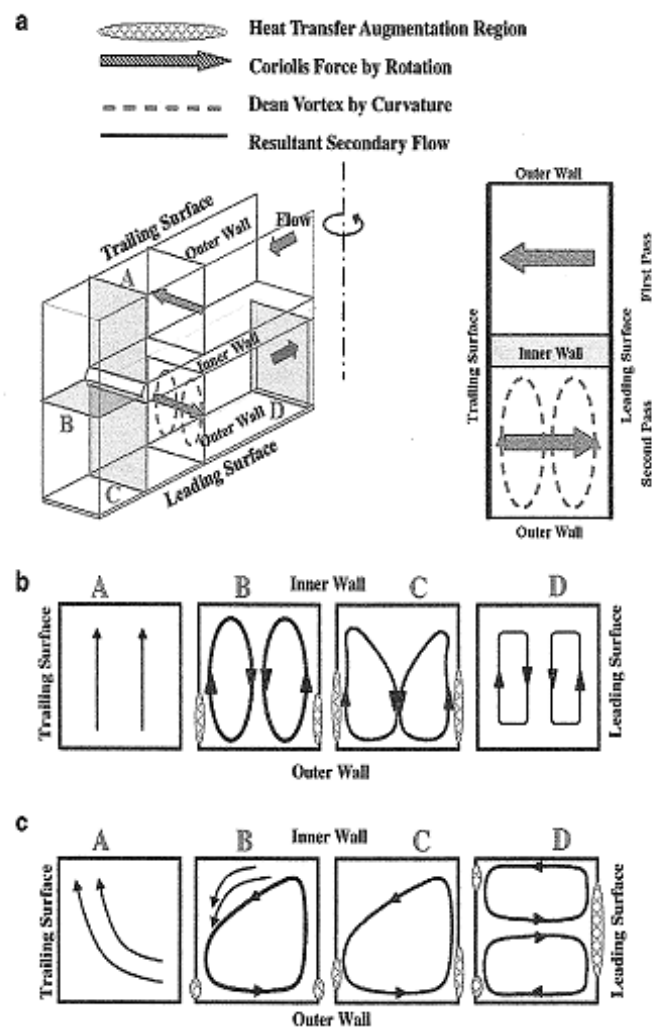 a
Heat Transfer Augmentation Region
Coriolis Force by Rotation
Dean Vortex by Curvature
Resultant Secondary Flow
Trailing Surface
Outer Wall
Flow
A
Inner Wall
B
D
Outer Wall
C
Leading Surface
Outer Wall
First Pass
Trailing Surface
Inner Wall
Leading Surface
Second Pass
Outer Wall
b
A
B
Inner Wall
C
D
Trailing Surface
Leading Surface
Outer Wall
c
A
B
Inner Wall
C
D
Trailing Surface
Leading Surface
Outer Wall